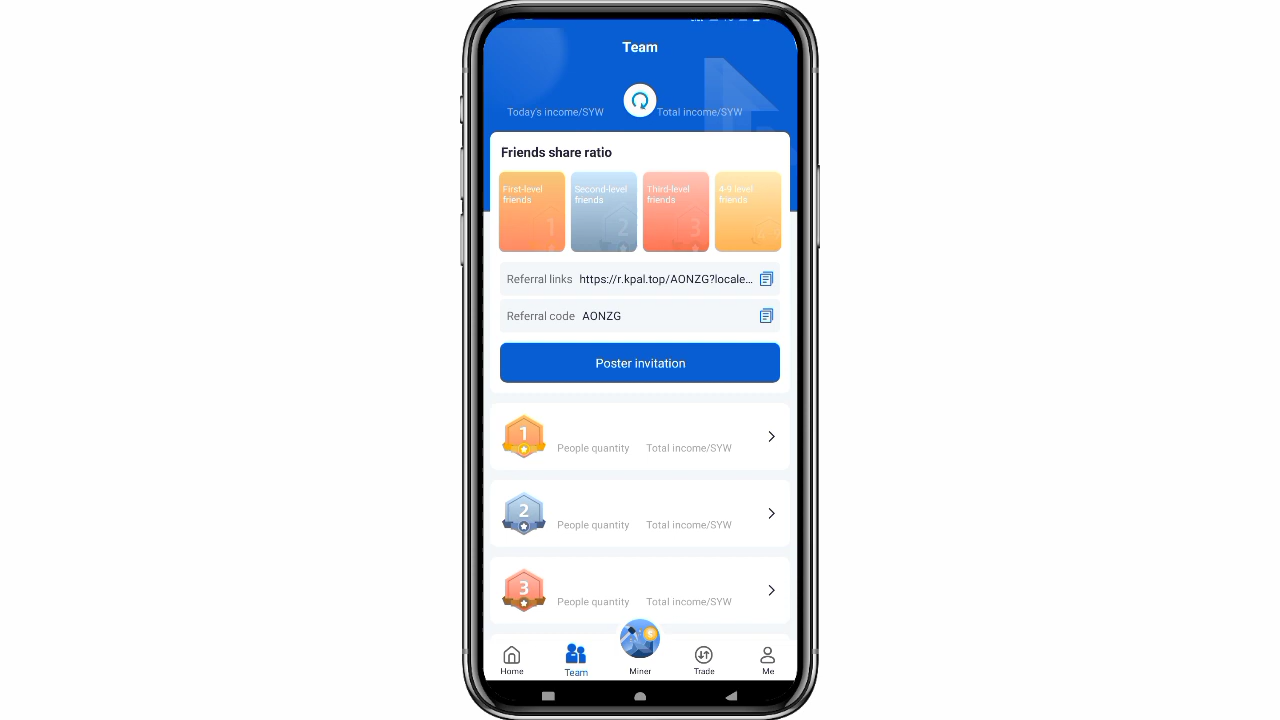 Team
Today's income/SYW
Total income/SYW
Friends share ratio
First-level
friends
1
Second-level
friends
2
Third-level
friends
3
4-9 level
friends
Referral links https://r.kpal.top/AONZG?locale...
Referral code AONZG
Poster invitation
1
People quantity Total income/SYW
2
People quantity Total income/SYW
3
People quantity Total income/SYW
Home
Team
Miner
Trade
Me